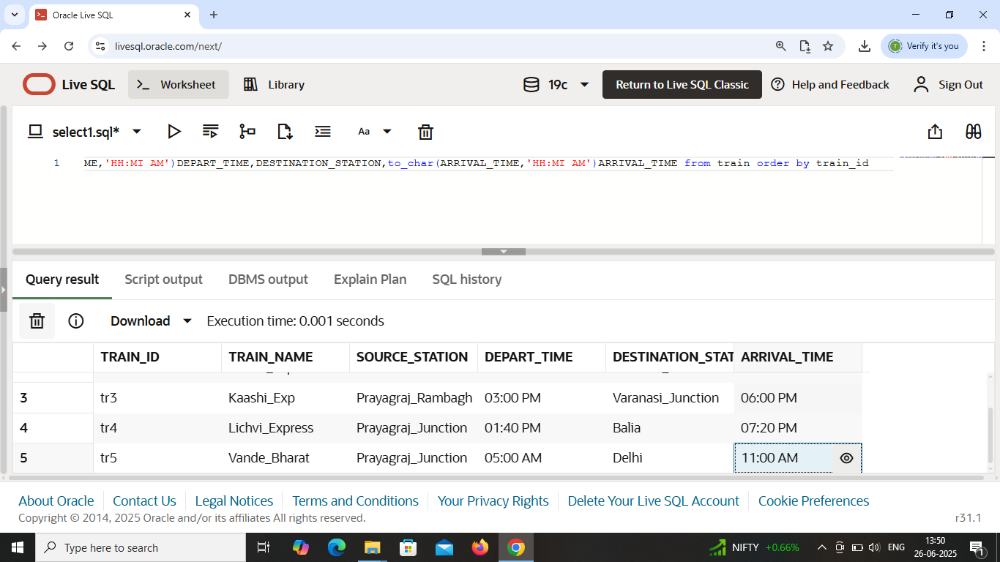 Oracle Live SQL
livesql.oracle.com/next/
Verify it's you
Live SQL
Worksheet
Library
19c
Return to Live SQL Classic
Help and Feedback
Sign Out
select1.sql*
Aa
1 ME,'HH:MI AM')DEPART_TIME,DESTINATION_STATION,to_char(ARRIVAL_TIME,'HH:MI AM')ARRIVAL_TIME from train order by train_id
Query result Script output DBMS output Explain Plan SQL history
Download Execution time: 0.001 seconds
TRAIN_ID TRAIN_NAME SOURCE_STATION DEPART_TIME DESTINATION_STAT ARRIVAL_TIME
3 tr3 Kaashi_Exp Prayagraj_Rambagh 03:00 PM Varanasi_Junction 06:00 PM
4 tr4 Lichvi_Express Prayagraj_Junction 01:40 PM Balia 07:20 PM
5 tr5 Vande_Bharat Prayagraj_Junction 05:00 AM Delhi 11:00 AM
About Oracle Contact Us Legal Notices Terms and Conditions Your Privacy Rights Delete Your Live SQL Account Cookie Preferences
Copyright © 2014, 2025 Oracle and/or its affiliates All rights reserved. r31.1
Type here to search
NIFTY +0.66%
ENG
13:50
26-06-2025
1